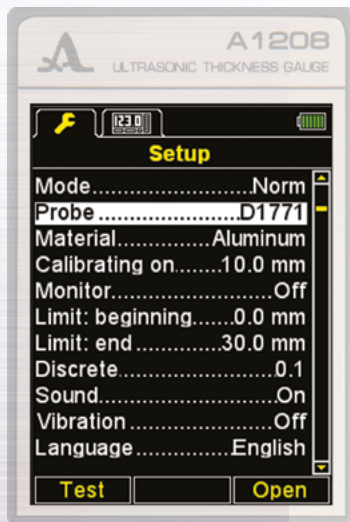 A1208
ULTRASONIC THICKNESS GAUGE
123.0
Setup
Mode............................Norm
Probe........................D1771
Material................Aluminum
Calibrating on.......10.0 mm
Monitor...........................Off
Limit: beginning......0.0 mm
Limit: end.............30.0 mm
Discrete..........................0.1
Sound.............................On
Vibration........................Off
Language...............English
Test Open